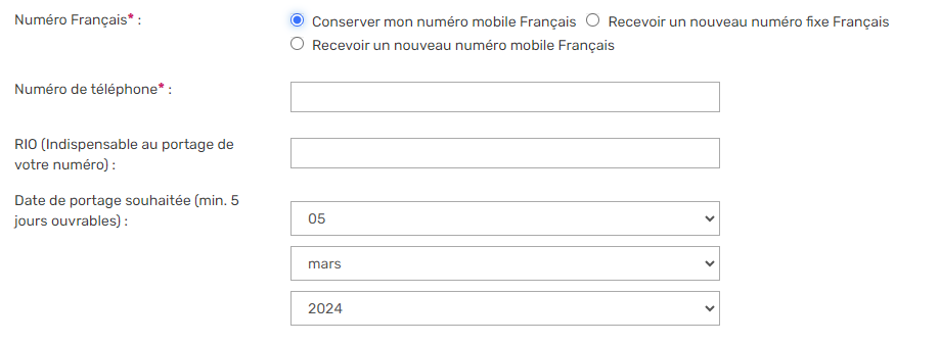 Numéro Français* :
Conserver mon numéro mobile Français Recevoir un nouveau numéro fixe Français
Recevoir un nouveau numéro mobile Français
Numéro de téléphone* :
RIO (Indispensable au portage de
votre numéro) :
Date de portage souhaitée (min. 5
jours ouvrables) :
05
mars
2024